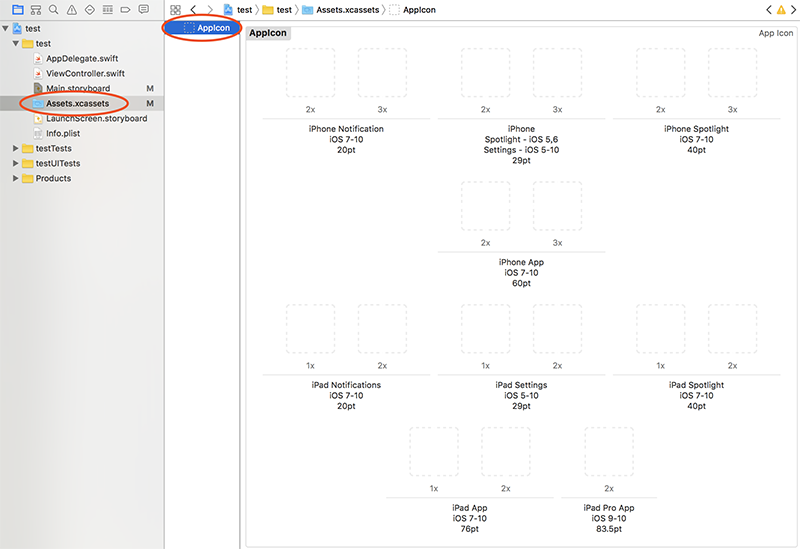 test 〉 test 〉 Assets.xcassets 〉 AppIcon
test
test
AppDelegate.swift
ViewController.swift
Main.storyboard M
Assets.xcassets M
LaunchScreen.storyboard
Info.plist
testTests
testUITests
Products
AppIcon
AppIcon
App Icon
2x 3x
iPhone Notification
iOS 7-10
20pt
2x 3x
iPhone
Spotlight - iOS 5,6
Settings - iOS 5-10
29pt
2x 3x
iPhone Spotlight
iOS 7-10
40pt
2x 3x
iPhone App
iOS 7-10
60pt
1x 2x
iPad Notifications
iOS 7-10
20pt
1x 2x
iPad Settings
iOS 5-10
29pt
1x 2x
iPad Spotlight
iOS 7-10
40pt
1x 2x
iPad App
iOS 7-10
76pt
2x
iPad Pro App
iOS 9-10
83.5pt